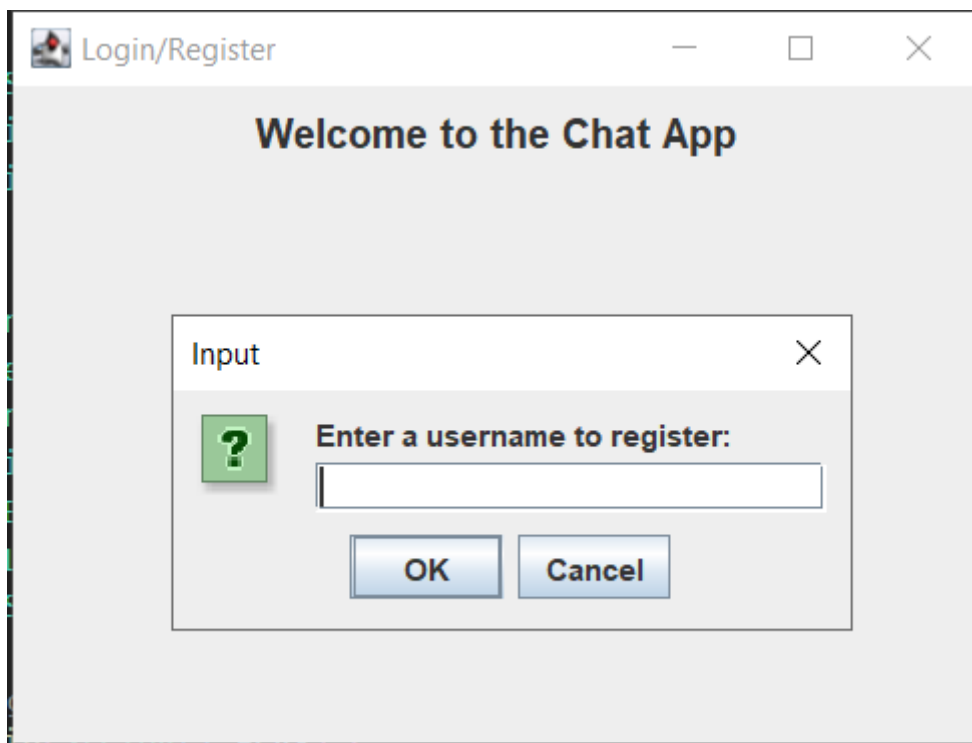 Login/Register
Welcome to the Chat App
Input
?
Enter a username to register:
OK
Cancel